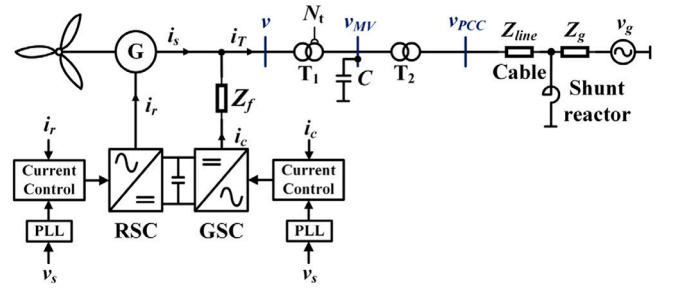 N_t
v
v_MV
v_PCC
Z_line
Z_g
v_g
G
i_s
i_T
T_1
C
T_2
Cable
Shunt
reactor
Z_f
i_r
i_r
i_c
i_c
Current
Control
Current
Control
PLL
RSC
GSC
PLL
v_s
v_s